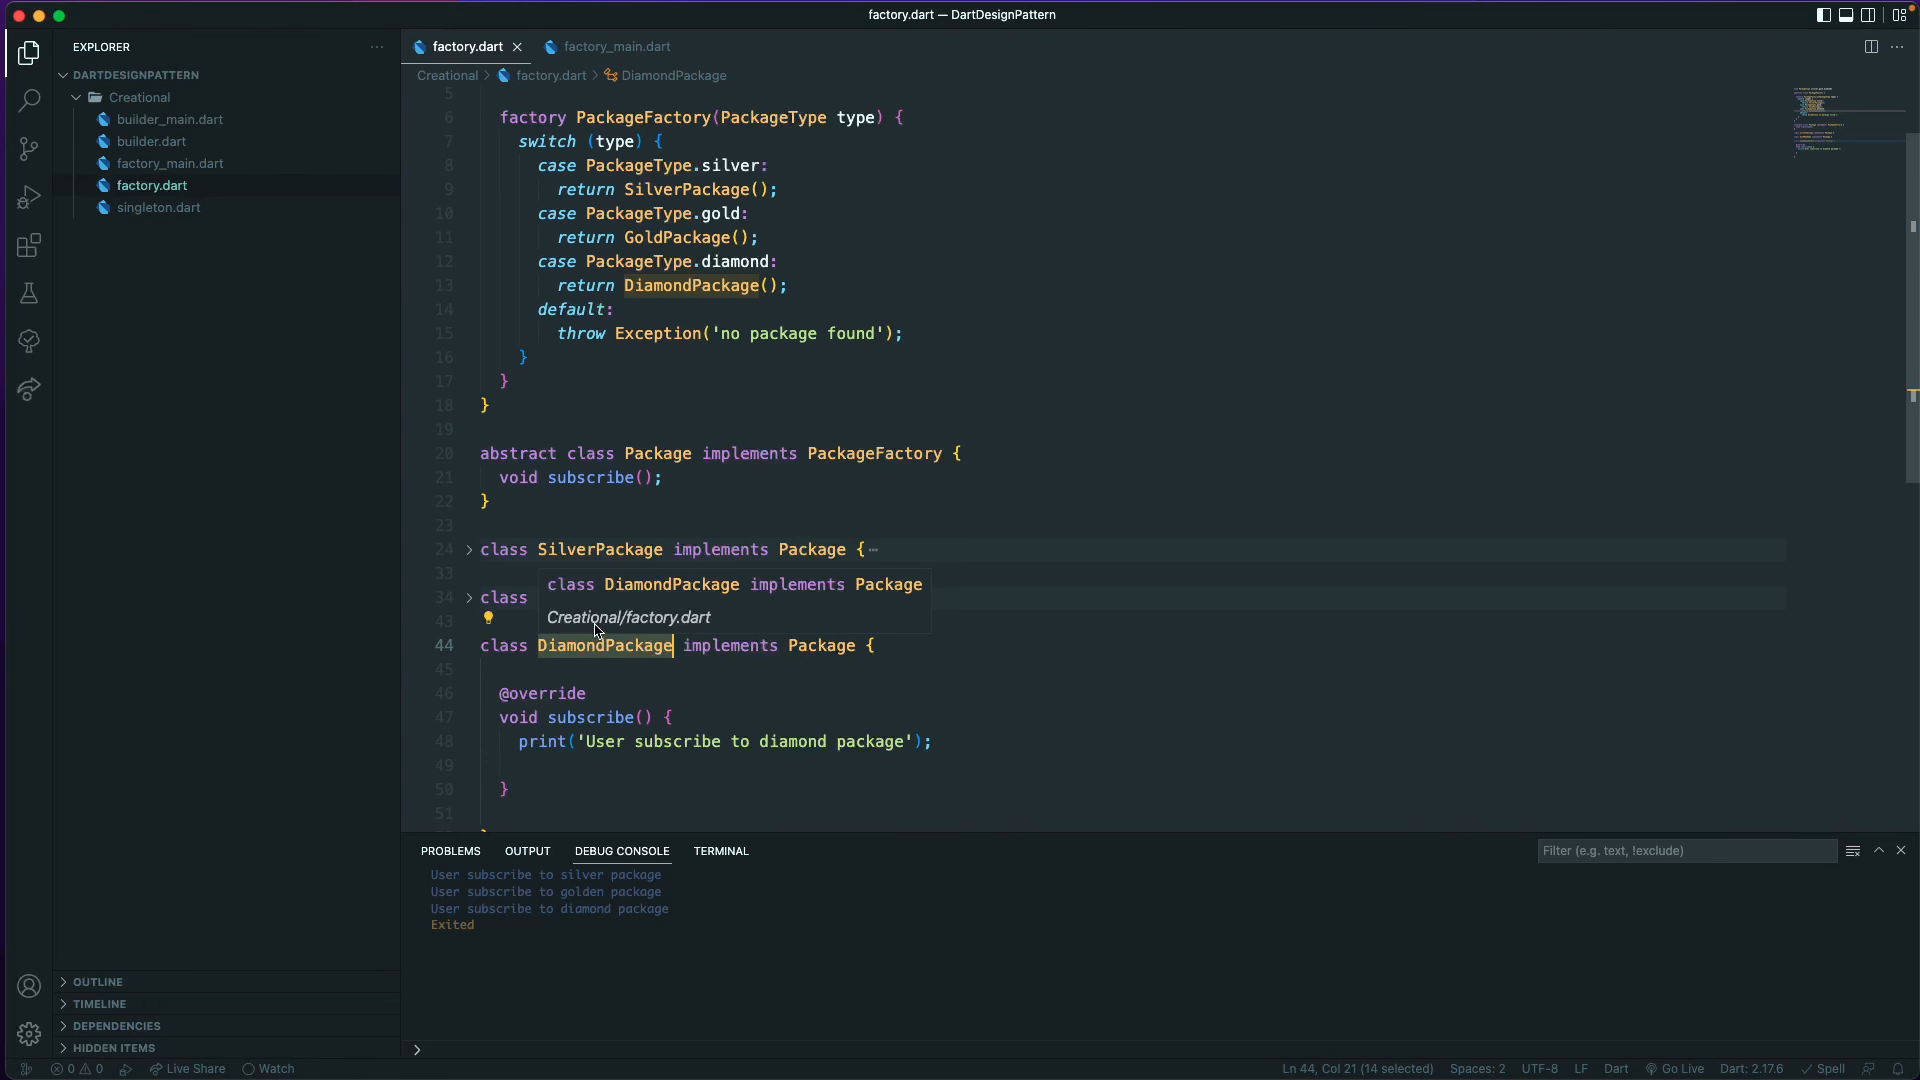 factory.dart — DartDesignPattern
EXPLORER
DARTDESIGNPATTERN
Creational
builder_main.dart
builder.dart
factory_main.dart
factory.dart
singleton.dart
OUTLINE
TIMELINE
DEPENDENCIES
HIDDEN ITEMS
factory.dart
factory_main.dart
Creational > factory.dart > DiamondPackage
5
6 factory PackageFactory(PackageType type) {
7 switch (type) {
8 case PackageType.silver:
9 return SilverPackage();
10 case PackageType.gold:
11 return GoldPackage();
12 case PackageType.diamond:
13 return DiamondPackage();
14 default:
15 throw Exception('no package found');
16 }
17 }
18 }
19
20 abstract class Package implements PackageFactory {
21 void subscribe();
22 }
23
24 class SilverPackage implements Package {⋯
33
class DiamondPackage implements Package
34 class
Creational/factory.dart
43
44 class DiamondPackage implements Package {
45
46 @override
47 void subscribe() {
48 print('User subscribe to diamond package');
49
50 }
51
PROBLEMS OUTPUT DEBUG CONSOLE TERMINAL
Filter (e.g. text, !exclude)
User subscribe to silver package
User subscribe to golden package
User subscribe to diamond package
Exited
0 0 Live Share Watch
Ln 44, Col 21 (14 selected) Spaces: 2 UTF-8 LF Dart Go Live Dart: 2.17.6 Spell